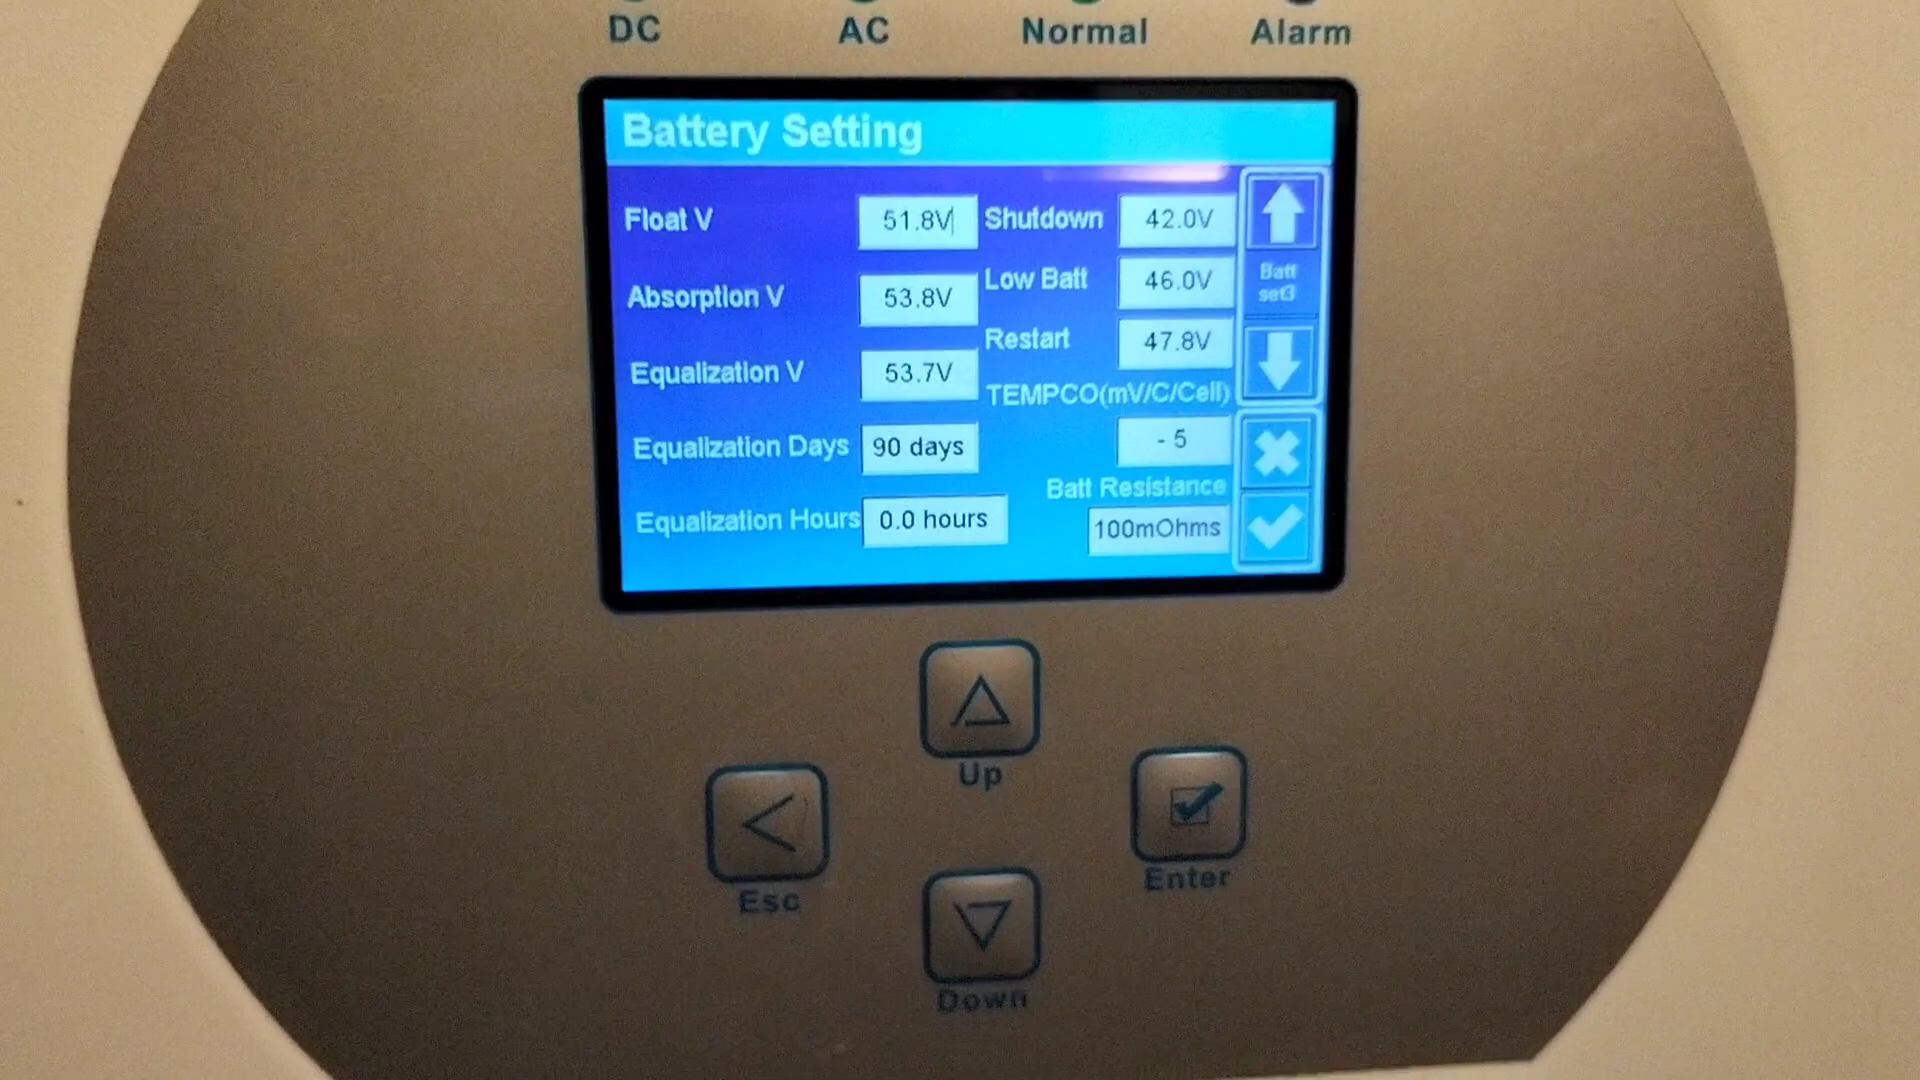 DC AC Normal Alarm
Battery Setting
Float V 51.8V Shutdown 42.0V
Absorption V 53.8V Low Batt 46.0V
Batt
set3
Restart 47.8V
Equalization V 53.7V
TEMPCO(mV/C/Cell)
- 5
Equalization Days 90 days
Batt Resistance
Equalization Hours 0.0 hours 100mOhms
Up
Esc
Enter
Down